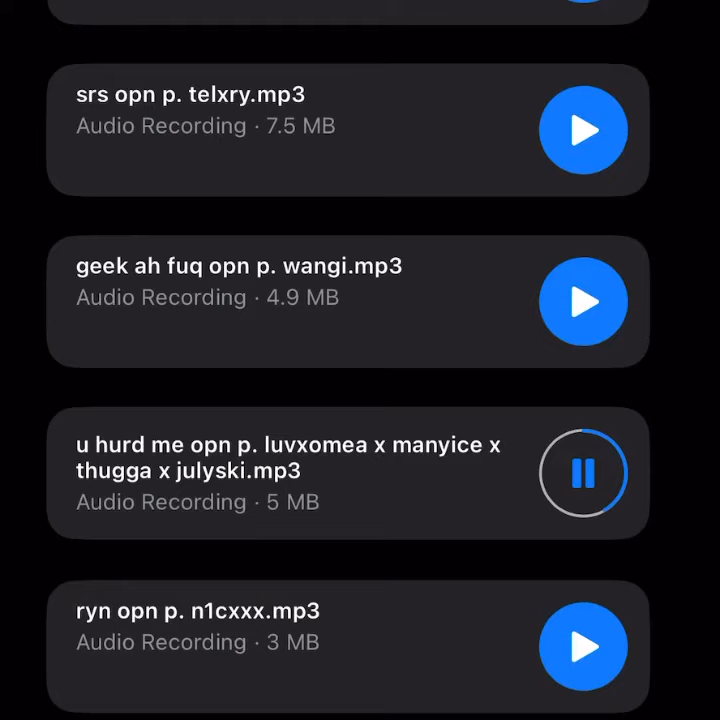 srs opn p. telxry.mp3
Audio Recording · 7.5 MB
geek ah fuq opn p. wangi.mp3
Audio Recording · 4.9 MB
u hurd me opn p. luvxomea x manyice x
thugga x julyski.mp3
Audio Recording · 5 MB
ryn opn p. n1cxxx.mp3
Audio Recording · 3 MB